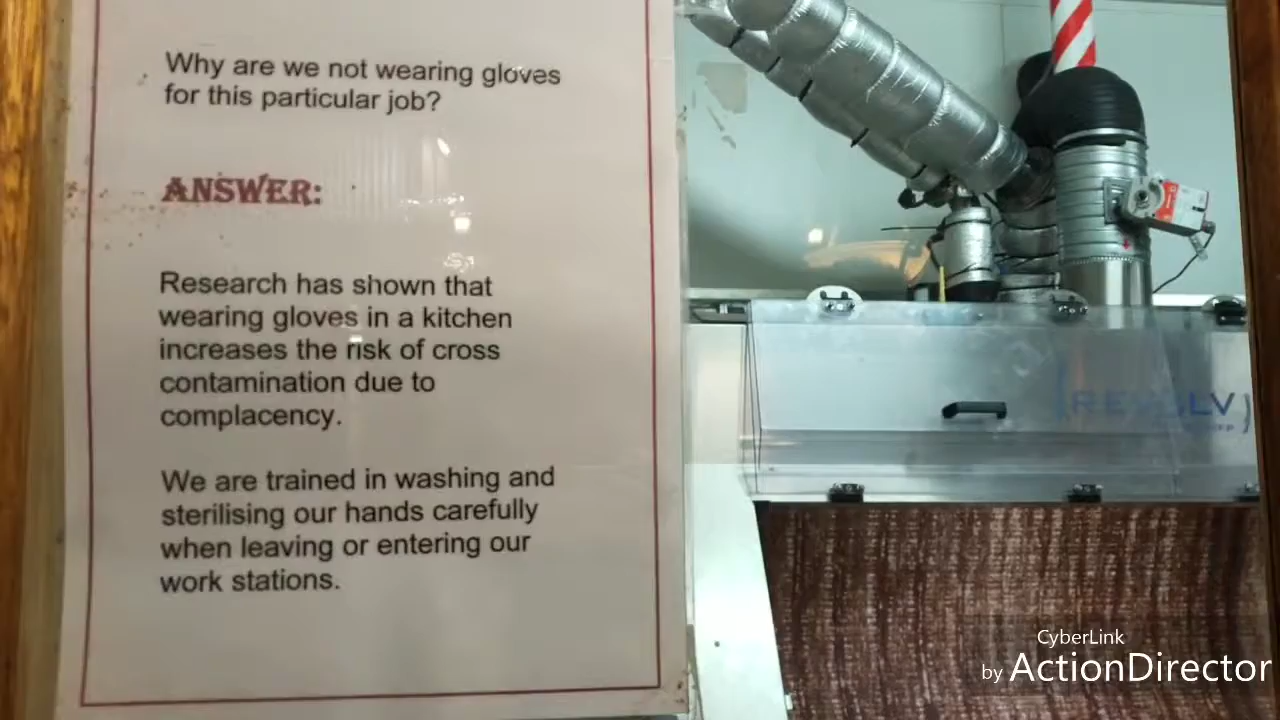 Why are we not wearing gloves
for this particular job?
ANSWER:
Research has shown that
wearing gloves in a kitchen
increases the risk of cross
contamination due to
complacency.
We are trained in washing and
sterilising our hands carefully
when leaving or entering our
work stations.
REVOLV
CyberLink
by ActionDirector